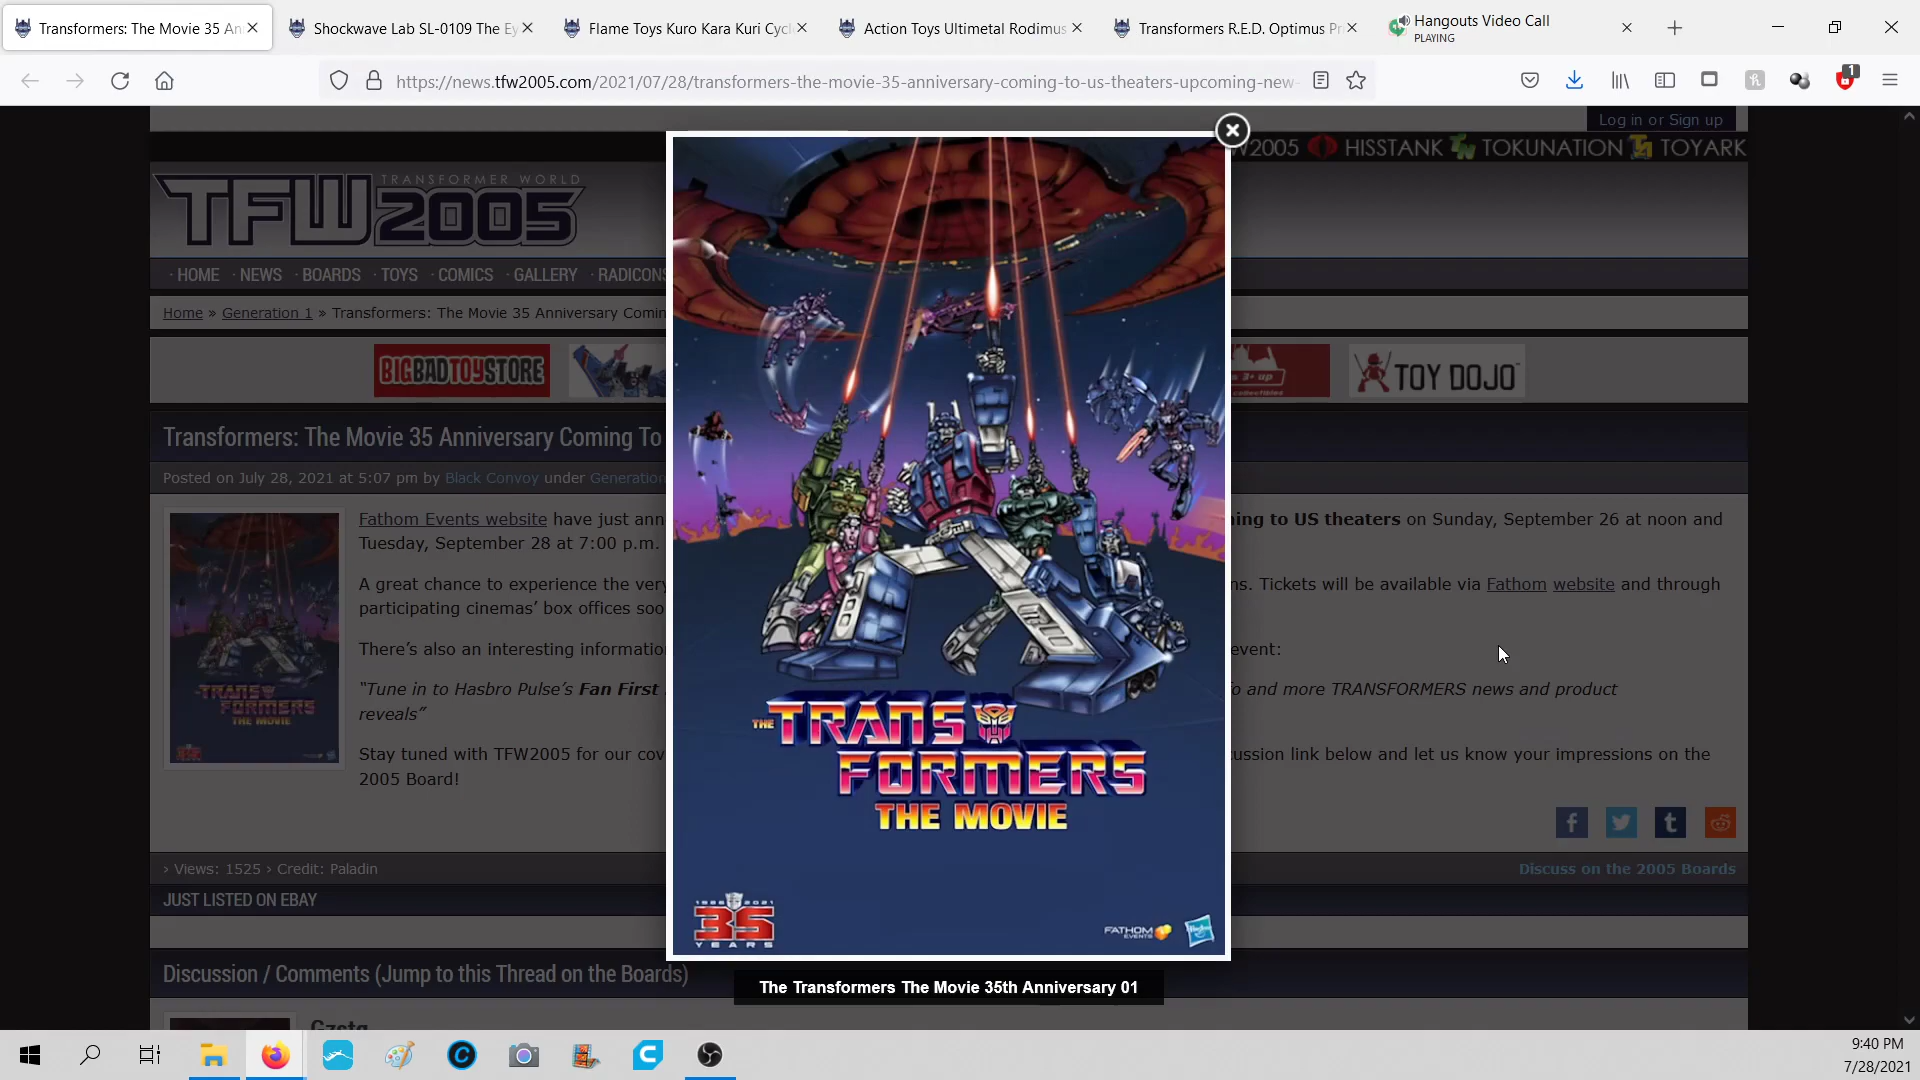 Transformers: The Movie 35 An
Shockwave Lab SL-0109 The Ey
Flame Toys Kuro Kara Kuri Cycl
Action Toys Ultimetal Rodimus
Transformers R.E.D. Optimus Pr
Hangouts Video Call
PLAYING
https://news.tfw2005.com/2021/07/28/transformers-the-movie-35-anniversary-coming-to-us-theaters-upcoming-new-
1
Log in or Sign up
W2005 HISSTANK TOKUNATION TOYARK
TRANSFORMER WORLD
TFW2005
· HOME · NEWS · BOARDS · TOYS · COMICS · GALLERY · RADICONS
Home » Generation 1 » Transformers: The Movie 35 Anniversary Comin
BIGBADTOYSTORE
TOY DOJO
Transformers: The Movie 35 Anniversary Coming To
Posted on July 28, 2021 at 5:07 pm by Black Convoy under Generation
Fathom Events website have just ann
ing to US theaters on Sunday, September 26 at noon and
Tuesday, September 28 at 7:00 p.m.
A great chance to experience the very
ns. Tickets will be available via Fathom website and through
participating cinemas' box offices soo
There's also an interesting informatio
event:
“Tune in to Hasbro Pulse's Fan First
o and more TRANSFORMERS news and product
reveals”
Stay tuned with TFW2005 for our cov
cussion link below and let us know your impressions on the
2005 Board!
› Views: 1525 › Credit: Paladin
Discuss on the 2005 Boards
JUST LISTED ON EBAY
Discussion / Comments (Jump to this Thread on the Boards)
THE TRANSFORMERS
THE MOVIE
1986 2021
35
YEARS
FATHOM
EVENTS
Hasbro
The Transformers The Movie 35th Anniversary 01
9:40 PM
7/28/2021